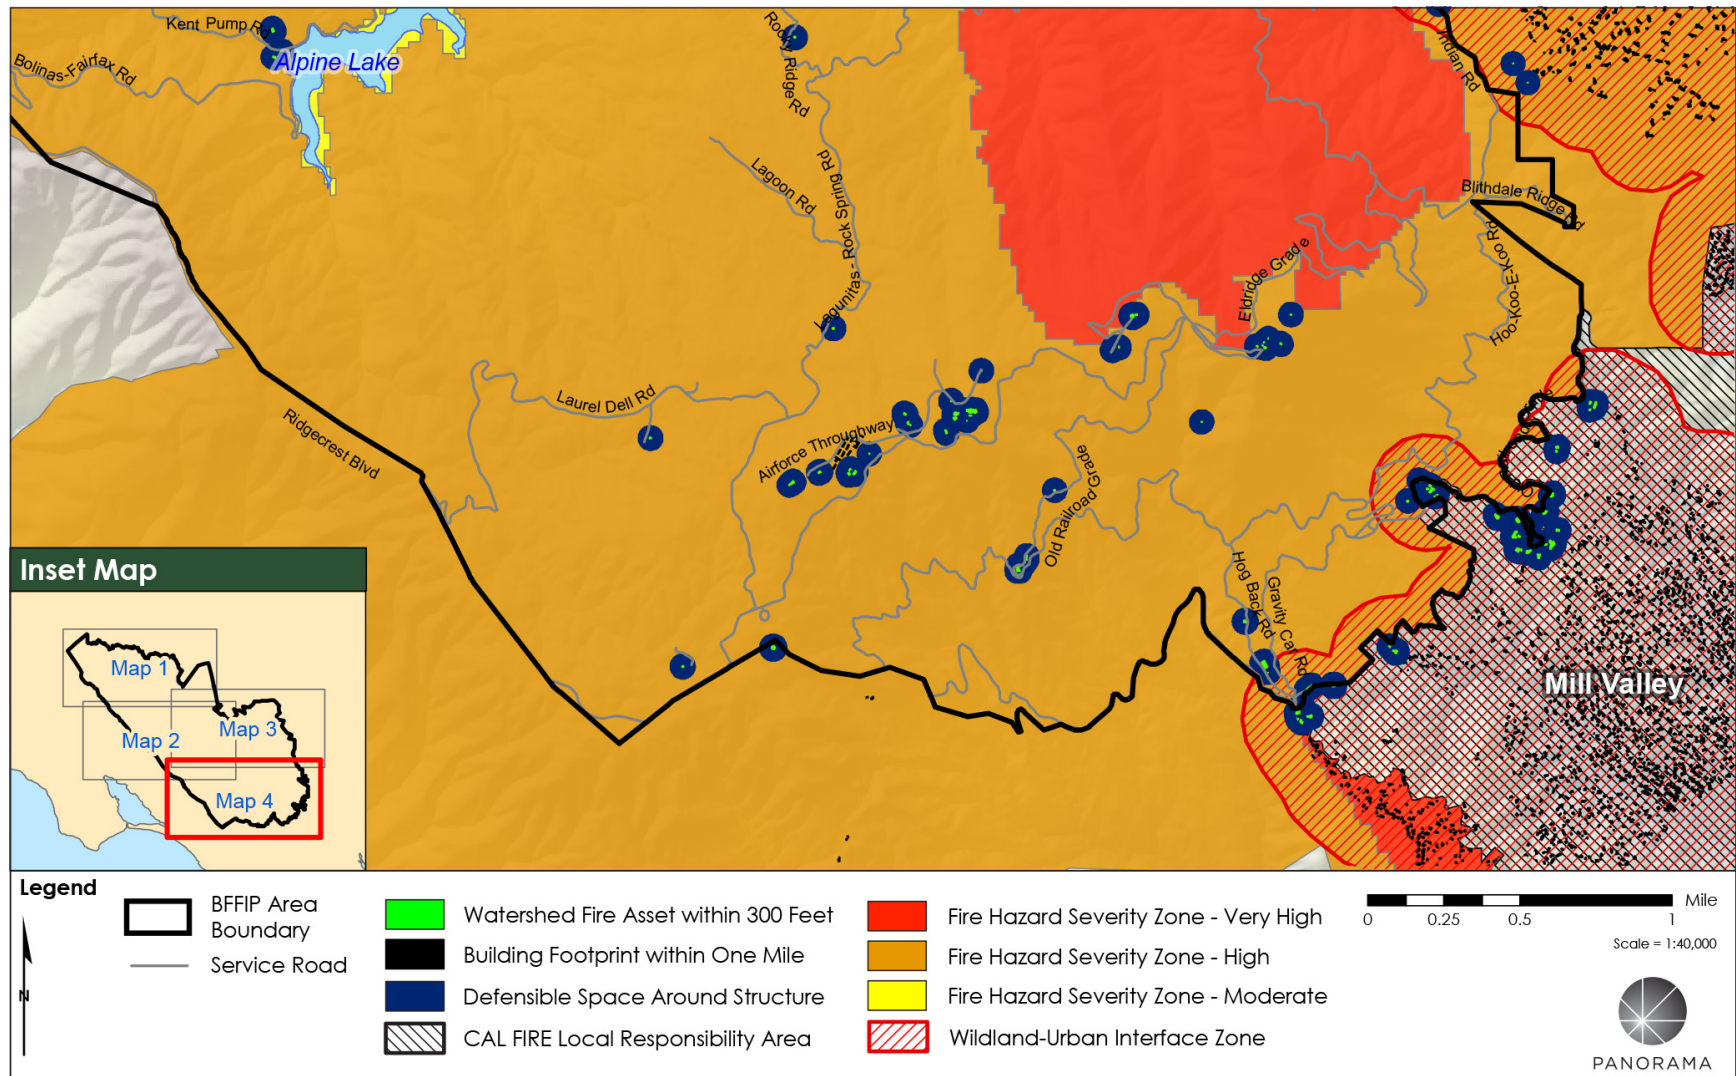 Kent Pump Rd
Bolinas-Fairfax Rd
Alpine Lake
Rocky Ridge Rd
Indian Rd
Lagoon Rd
Lagunitas - Rock Spring Rd
Blithdale Ridge Rd
Eldridge Grade
Hoo-Koo-E-Koo Rd
Laurel Dell Rd
Ridgecrest Blvd
Airforce Throughway
Old Railroad Grade
Hog Back Rd
Gravity Car Rd
Mill Valley
Inset Map
Map 1
Map 2
Map 3
Map 4
Legend
N
BFFIP Area
Boundary
Service Road
Watershed Fire Asset within 300 Feet
Building Footprint within One Mile
Defensible Space Around Structure
CAL FIRE Local Responsibility Area
Fire Hazard Severity Zone - Very High
Fire Hazard Severity Zone - High
Fire Hazard Severity Zone - Moderate
Wildland-Urban Interface Zone
Mile
0 0.25 0.5 1
Scale = 1:40,000
PANORAMA